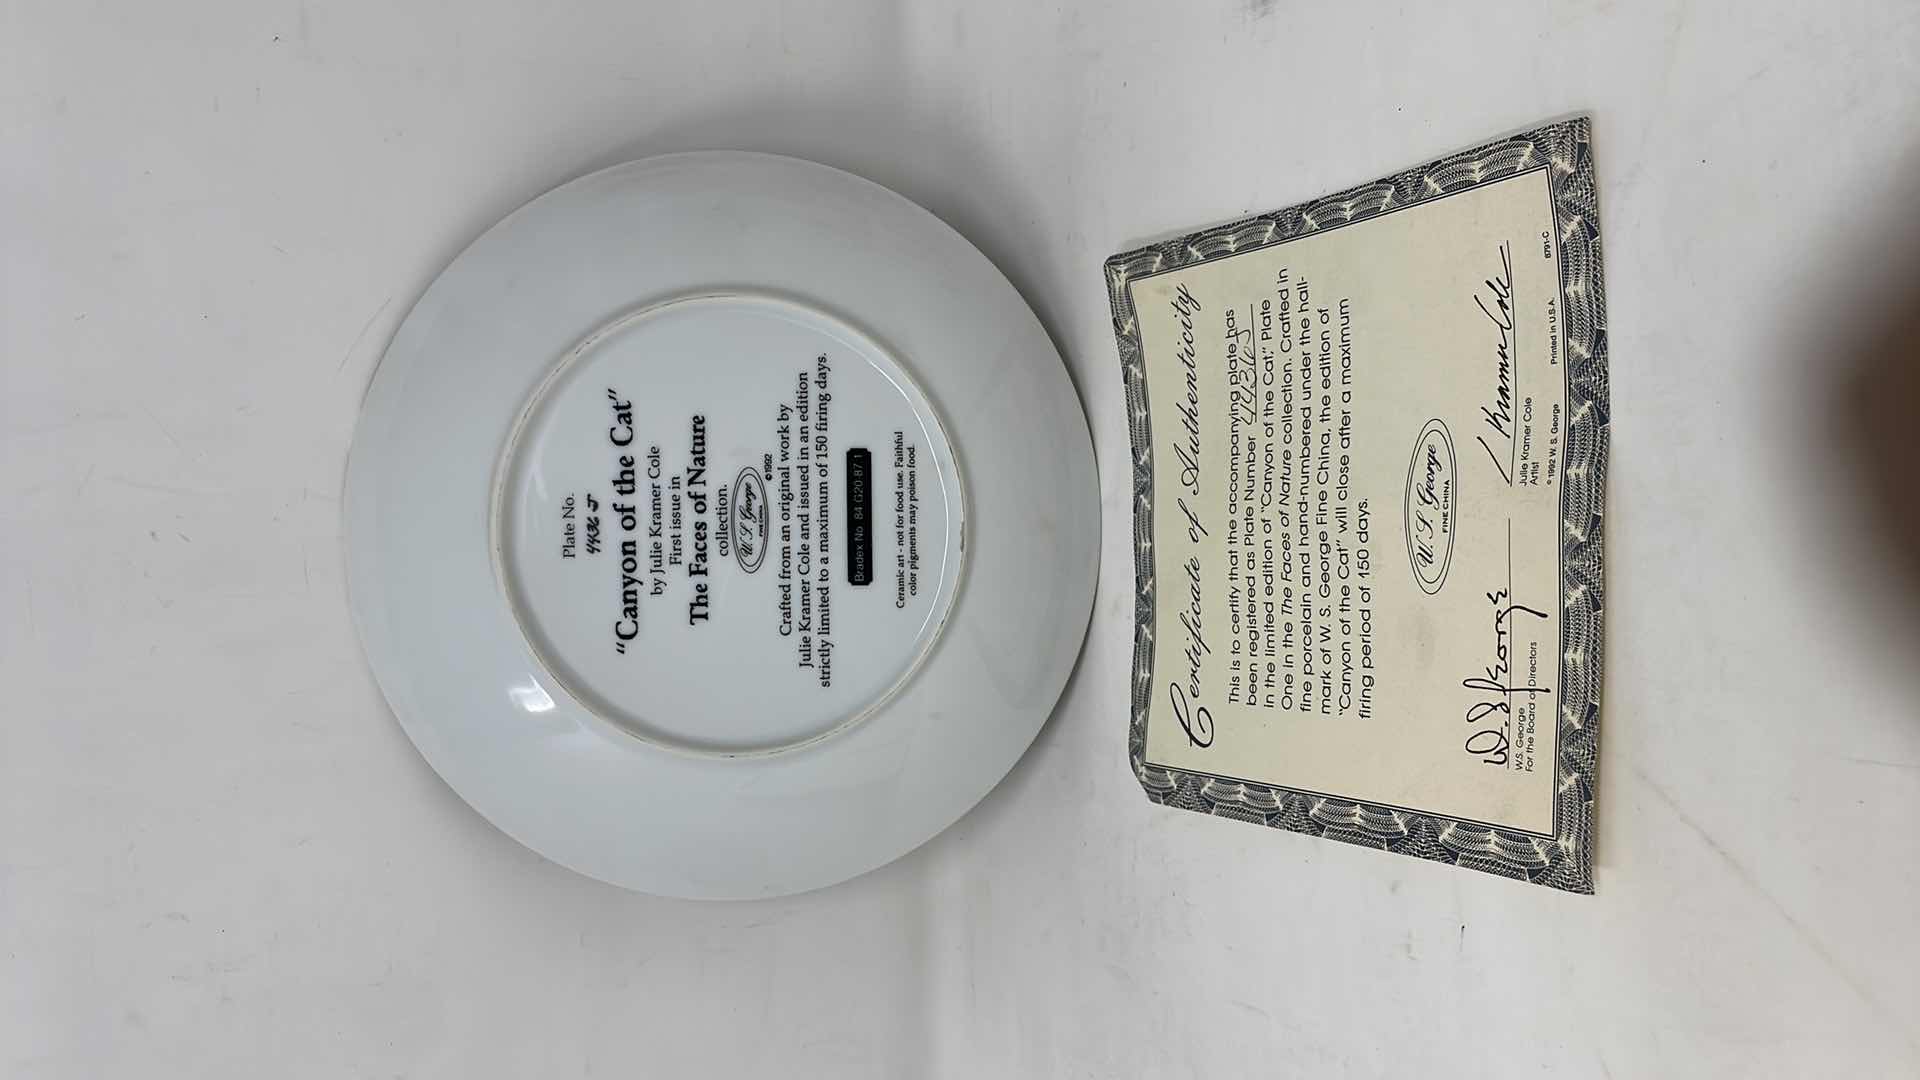 Plate No.
"Canyon of the Cat"
by Julie Kramer Cole
First issue in
The Faces of Nature
collection.
W. S. George
FINE CHINA
©1992
Crafted from an original work by
Julie Kramer Cole and issued in an edition
strictly limited to a maximum of 150 firing days.
Bradex No. 84 G20 87.1
Ceramic art - not for food use. Faithful
color pigments may poison food.
Certificate of Authenticity
This is to certify that the accompanying plate has
been registered as Plate Number 4436J
in the limited edition of "Canyon of the Cat," Plate
One in the The Faces of Nature collection. Crafted in
fine porcelain and hand-numbered under the hall-
mark of W. S. George Fine China, the edition of
"Canyon of the Cat" will close after a maximum
firing period of 150 days.
W. S. George
FINE CHINA
W.S. George
J Kramer Cole
W.S. George
For the Board of Directors
Julie Kramer Cole
Artist
©1992 W. S. George
Printed in U.S.A.
8791-C